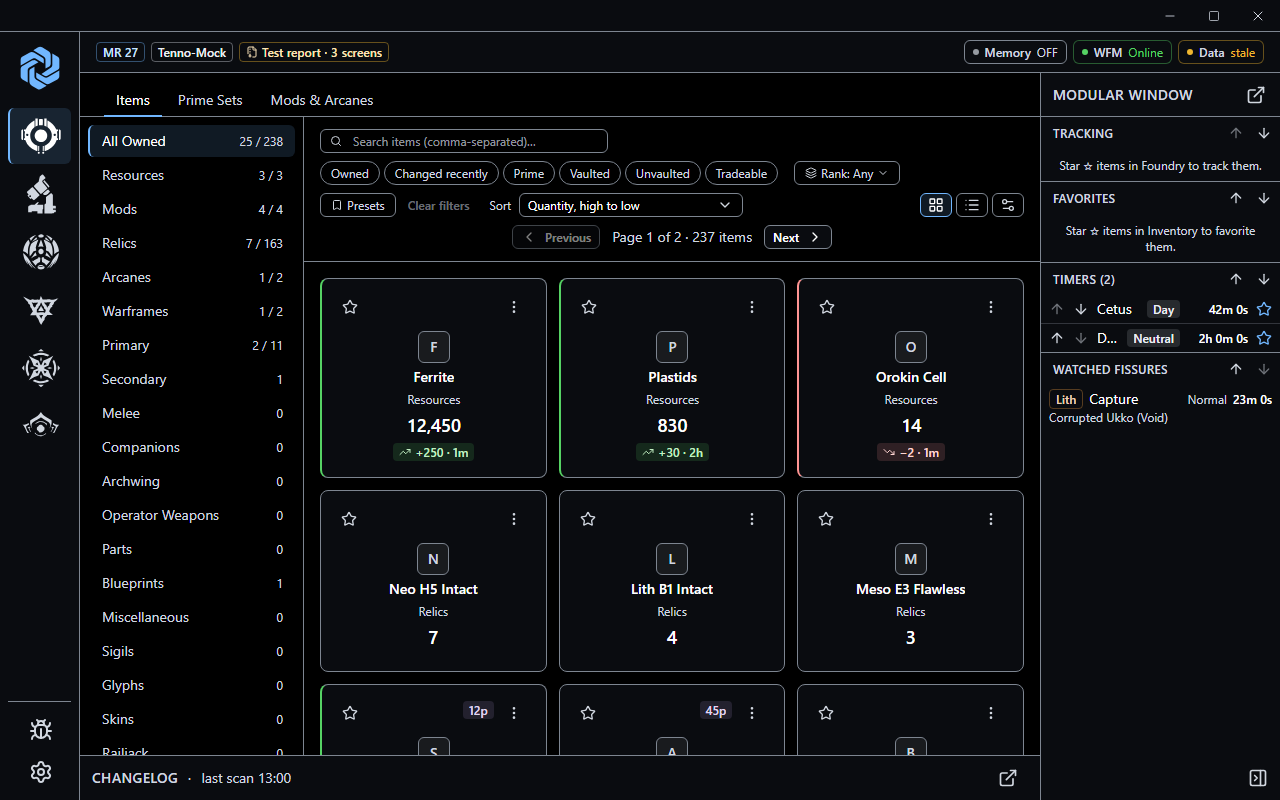 MR 27 Tenno-Mock Test report · 3 screens Memory OFF WFM Online Data stale
Items Prime Sets Mods & Arcanes
All Owned 25 / 238
Resources 3 / 3
Mods 4 / 4
Relics 7 / 163
Arcanes 1 / 2
Warframes 1 / 2
Primary 2 / 11
Secondary 1
Melee 0
Companions 0
Archwing 0
Operator Weapons 0
Parts 0
Blueprints 1
Miscellaneous 0
Sigils 0
Glyphs 0
Skins 0
Railjack 0
Search items (comma-separated)...
Owned Changed recently Prime Vaulted Unvaulted Tradeable Rank: Any
Presets Clear filters Sort Quantity, high to low
Previous Page 1 of 2 · 237 items Next
F
Ferrite
Resources
12,450
+250 · 1m
P
Plastids
Resources
830
+30 · 2h
O
Orokin Cell
Resources
14
−2 · 1m
N
Neo H5 Intact
Relics
7
L
Lith B1 Intact
Relics
4
M
Meso E3 Flawless
Relics
3
12p
S
45p
A
B
MODULAR WINDOW
TRACKING
Star ☆ items in Foundry to track them.
FAVORITES
Star ☆ items in Inventory to favorite
them.
TIMERS (2)
Cetus Day 42m 0s
D... Neutral 2h 0m 0s
WATCHED FISSURES
Lith Capture Normal 23m 0s
Corrupted Ukko (Void)
CHANGELOG · last scan 13:00